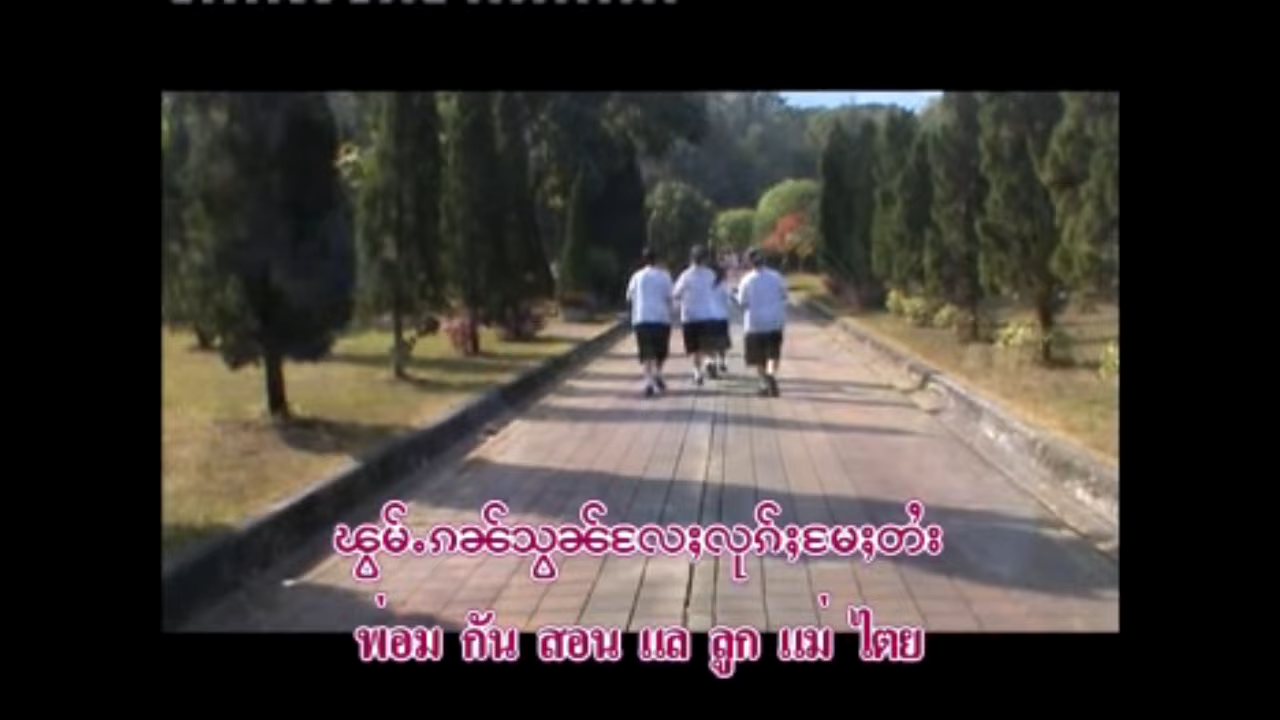 ၽွမ်ႉၵၼ်သွၼ်လႄႈလုၵ်ႈမႄႈတႆး
พ่อม กัน สอน แล ลูก แม่ ไตย